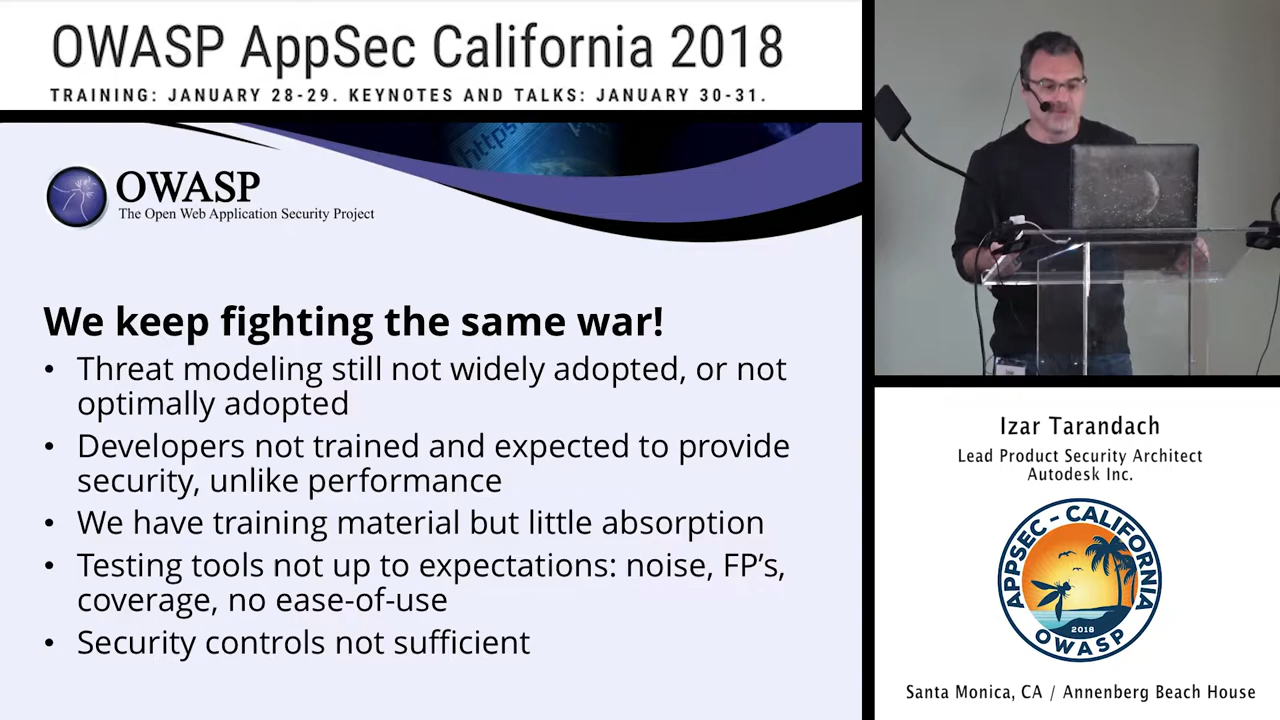 OWASP AppSec California 2018
TRAINING: JANUARY 28-29. KEYNOTES AND TALKS: JANUARY 30-31.
https
OWASP
The Open Web Application Security Project
We keep fighting the same war!
• Threat modeling still not widely adopted, or not
optimally adopted
• Developers not trained and expected to provide
security, unlike performance
• We have training material but little absorption
• Testing tools not up to expectations: noise, FP's,
coverage, no ease-of-use
• Security controls not sufficient
Izar Tarandach
Lead Product Security Architect
Autodesk Inc.
APPSEC - CALIFORNIA
2018
OWASP
Santa Monica, CA / Annenberg Beach House